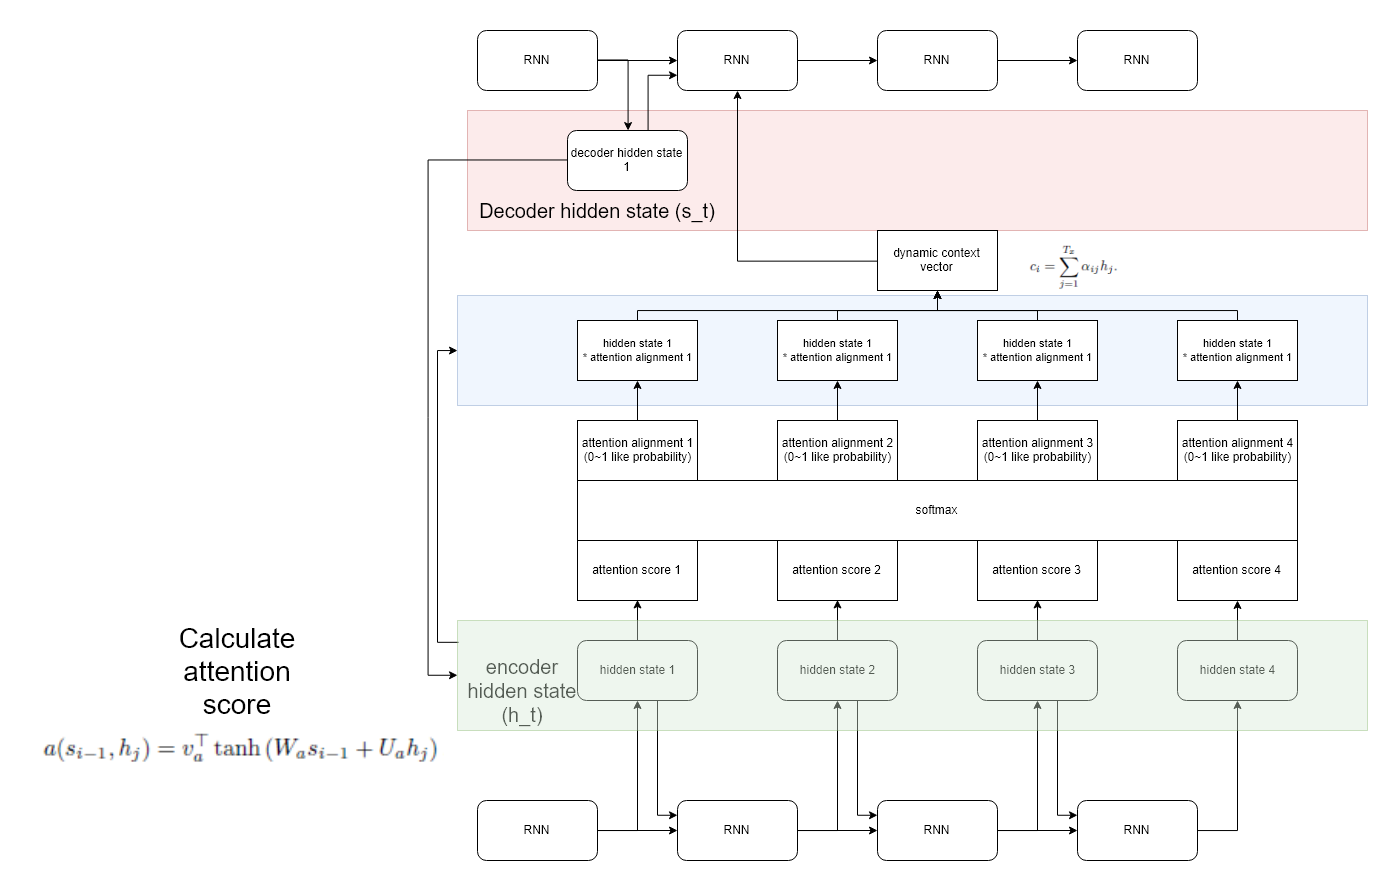 RNN RNN RNN RNN
decoder hidden state
1
Decoder hidden state (s_t)
dynamic context
vector
c_i = \sum_{j=1}^{T_x} α_{ij} h_j.
hidden state 1
* attention alignment 1
hidden state 1
* attention alignment 1
hidden state 1
* attention alignment 1
hidden state 1
* attention alignment 1
attention alignment 1
(0~1 like probability)
attention alignment 2
(0~1 like probability)
attention alignment 3
(0~1 like probability)
attention alignment 4
(0~1 like probability)
softmax
attention score 1
attention score 2
attention score 3
attention score 4
Calculate
attention
score
a(s_{i-1}, h_j) = v_a^⊤ tanh (W_a s_{i-1} + U_a h_j)
encoder
hidden state
(h_t)
hidden state 1
hidden state 2
hidden state 3
hidden state 4
RNN RNN RNN RNN